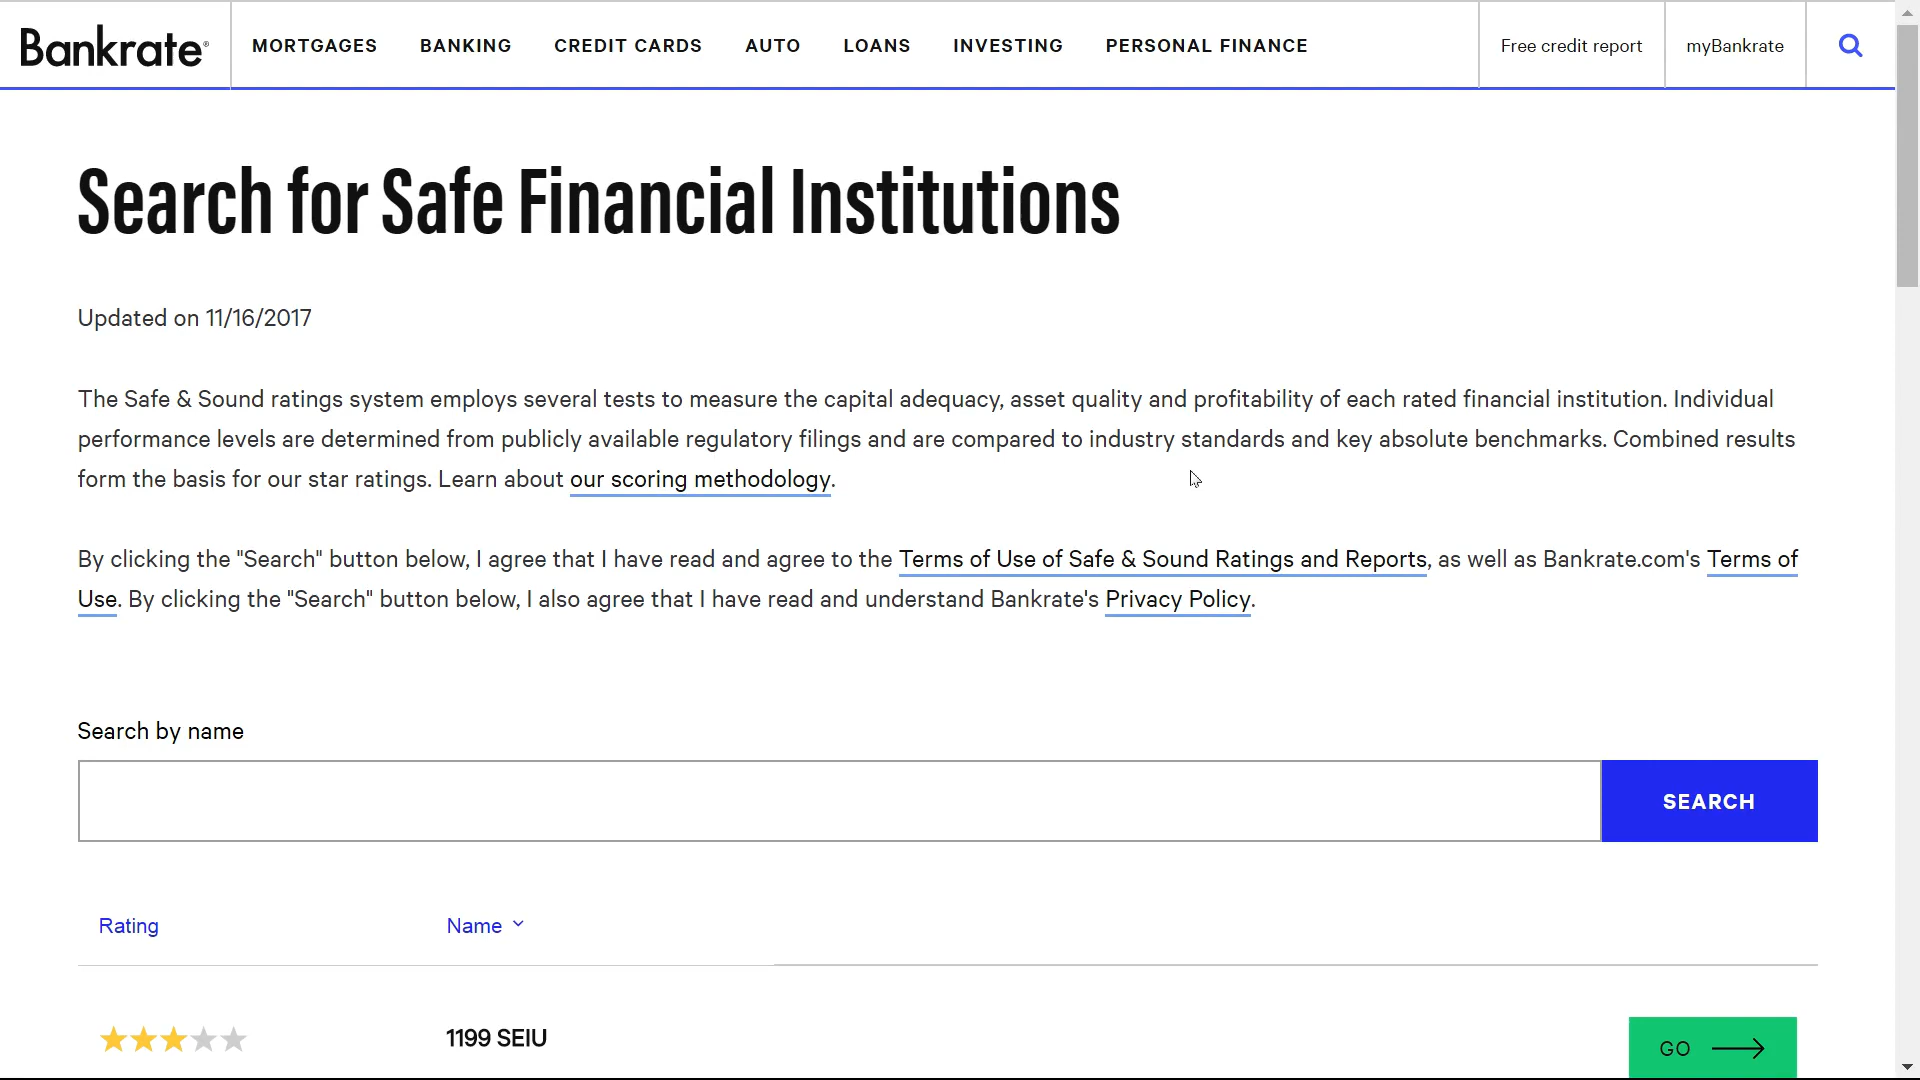 Bankrate®
MORTGAGES BANKING CREDIT CARDS AUTO LOANS INVESTING PERSONAL FINANCE
Free credit report myBankrate
Search for Safe Financial Institutions
Updated on 11/16/2017
The Safe & Sound ratings system employs several tests to measure the capital adequacy, asset quality and profitability of each rated financial institution. Individual
performance levels are determined from publicly available regulatory filings and are compared to industry standards and key absolute benchmarks. Combined results
form the basis for our star ratings. Learn about our scoring methodology.
By clicking the "Search" button below, I agree that I have read and agree to the Terms of Use of Safe & Sound Ratings and Reports, as well as Bankrate.com's Terms of
Use. By clicking the "Search" button below, I also agree that I have read and understand Bankrate's Privacy Policy.
Search by name
SEARCH
Rating Name
1199 SEIU
GO